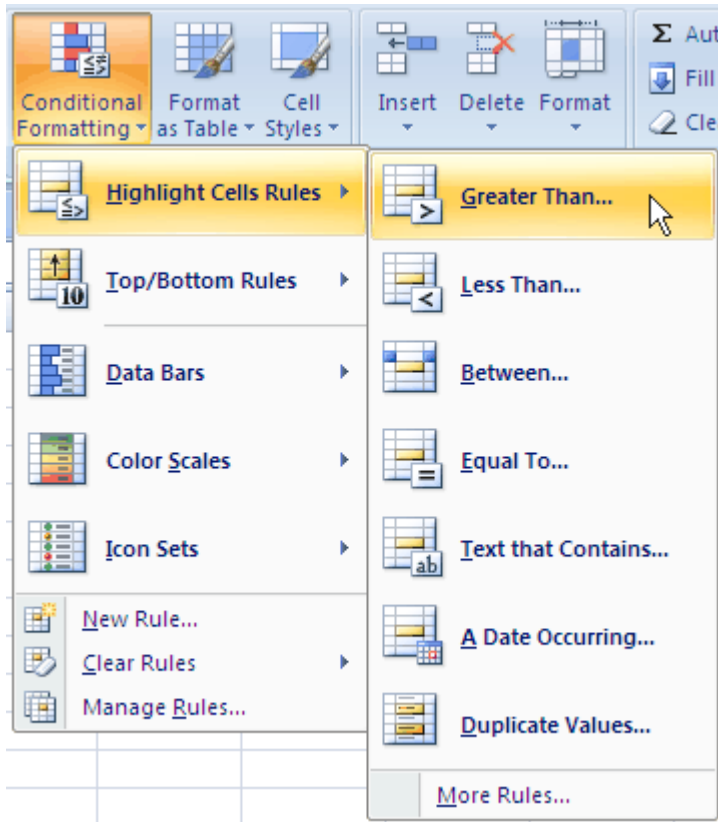 Conditional Formatting
Format as Table
Cell Styles
Insert
Delete
Format
Σ Aut
Fill
Cle
Highlight Cells Rules
Top/Bottom Rules
Data Bars
Color Scales
Icon Sets
New Rule...
Clear Rules
Manage Rules...
Greater Than...
Less Than...
Between...
Equal To...
Text that Contains...
A Date Occurring...
Duplicate Values...
More Rules...